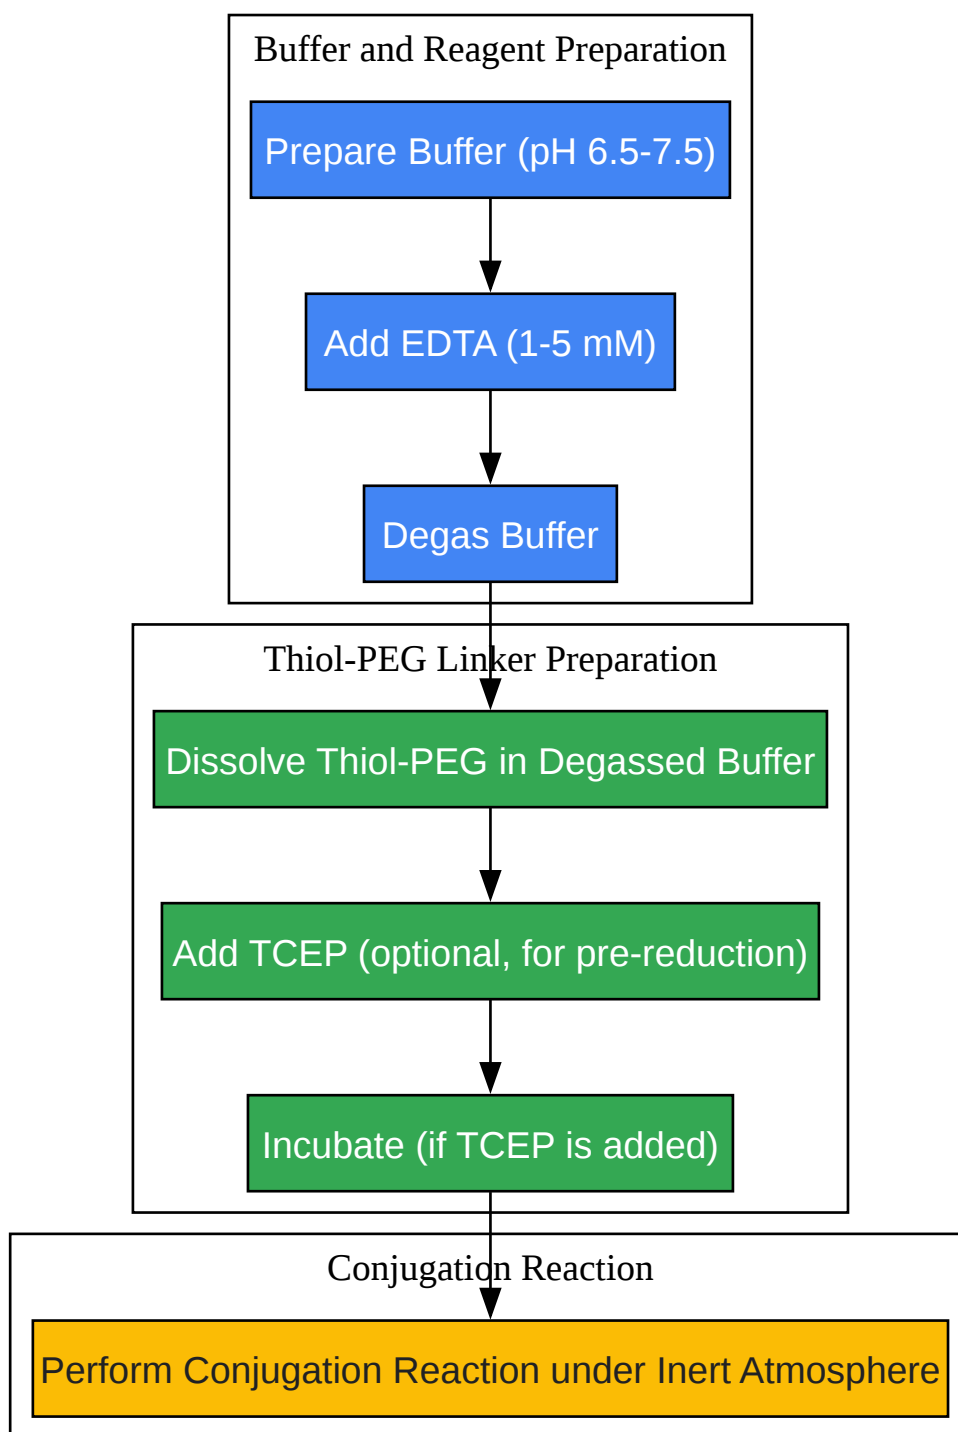 Buffer and Reagent Preparation
Prepare Buffer (pH 6.5-7.5)
Add EDTA (1-5 mM)
Degas Buffer
Thiol-PEG Linker Preparation
Dissolve Thiol-PEG in Degassed Buffer
Add TCEP (optional, for pre-reduction)
Incubate (if TCEP is added)
Conjugation Reaction
Perform Conjugation Reaction under Inert Atmosphere